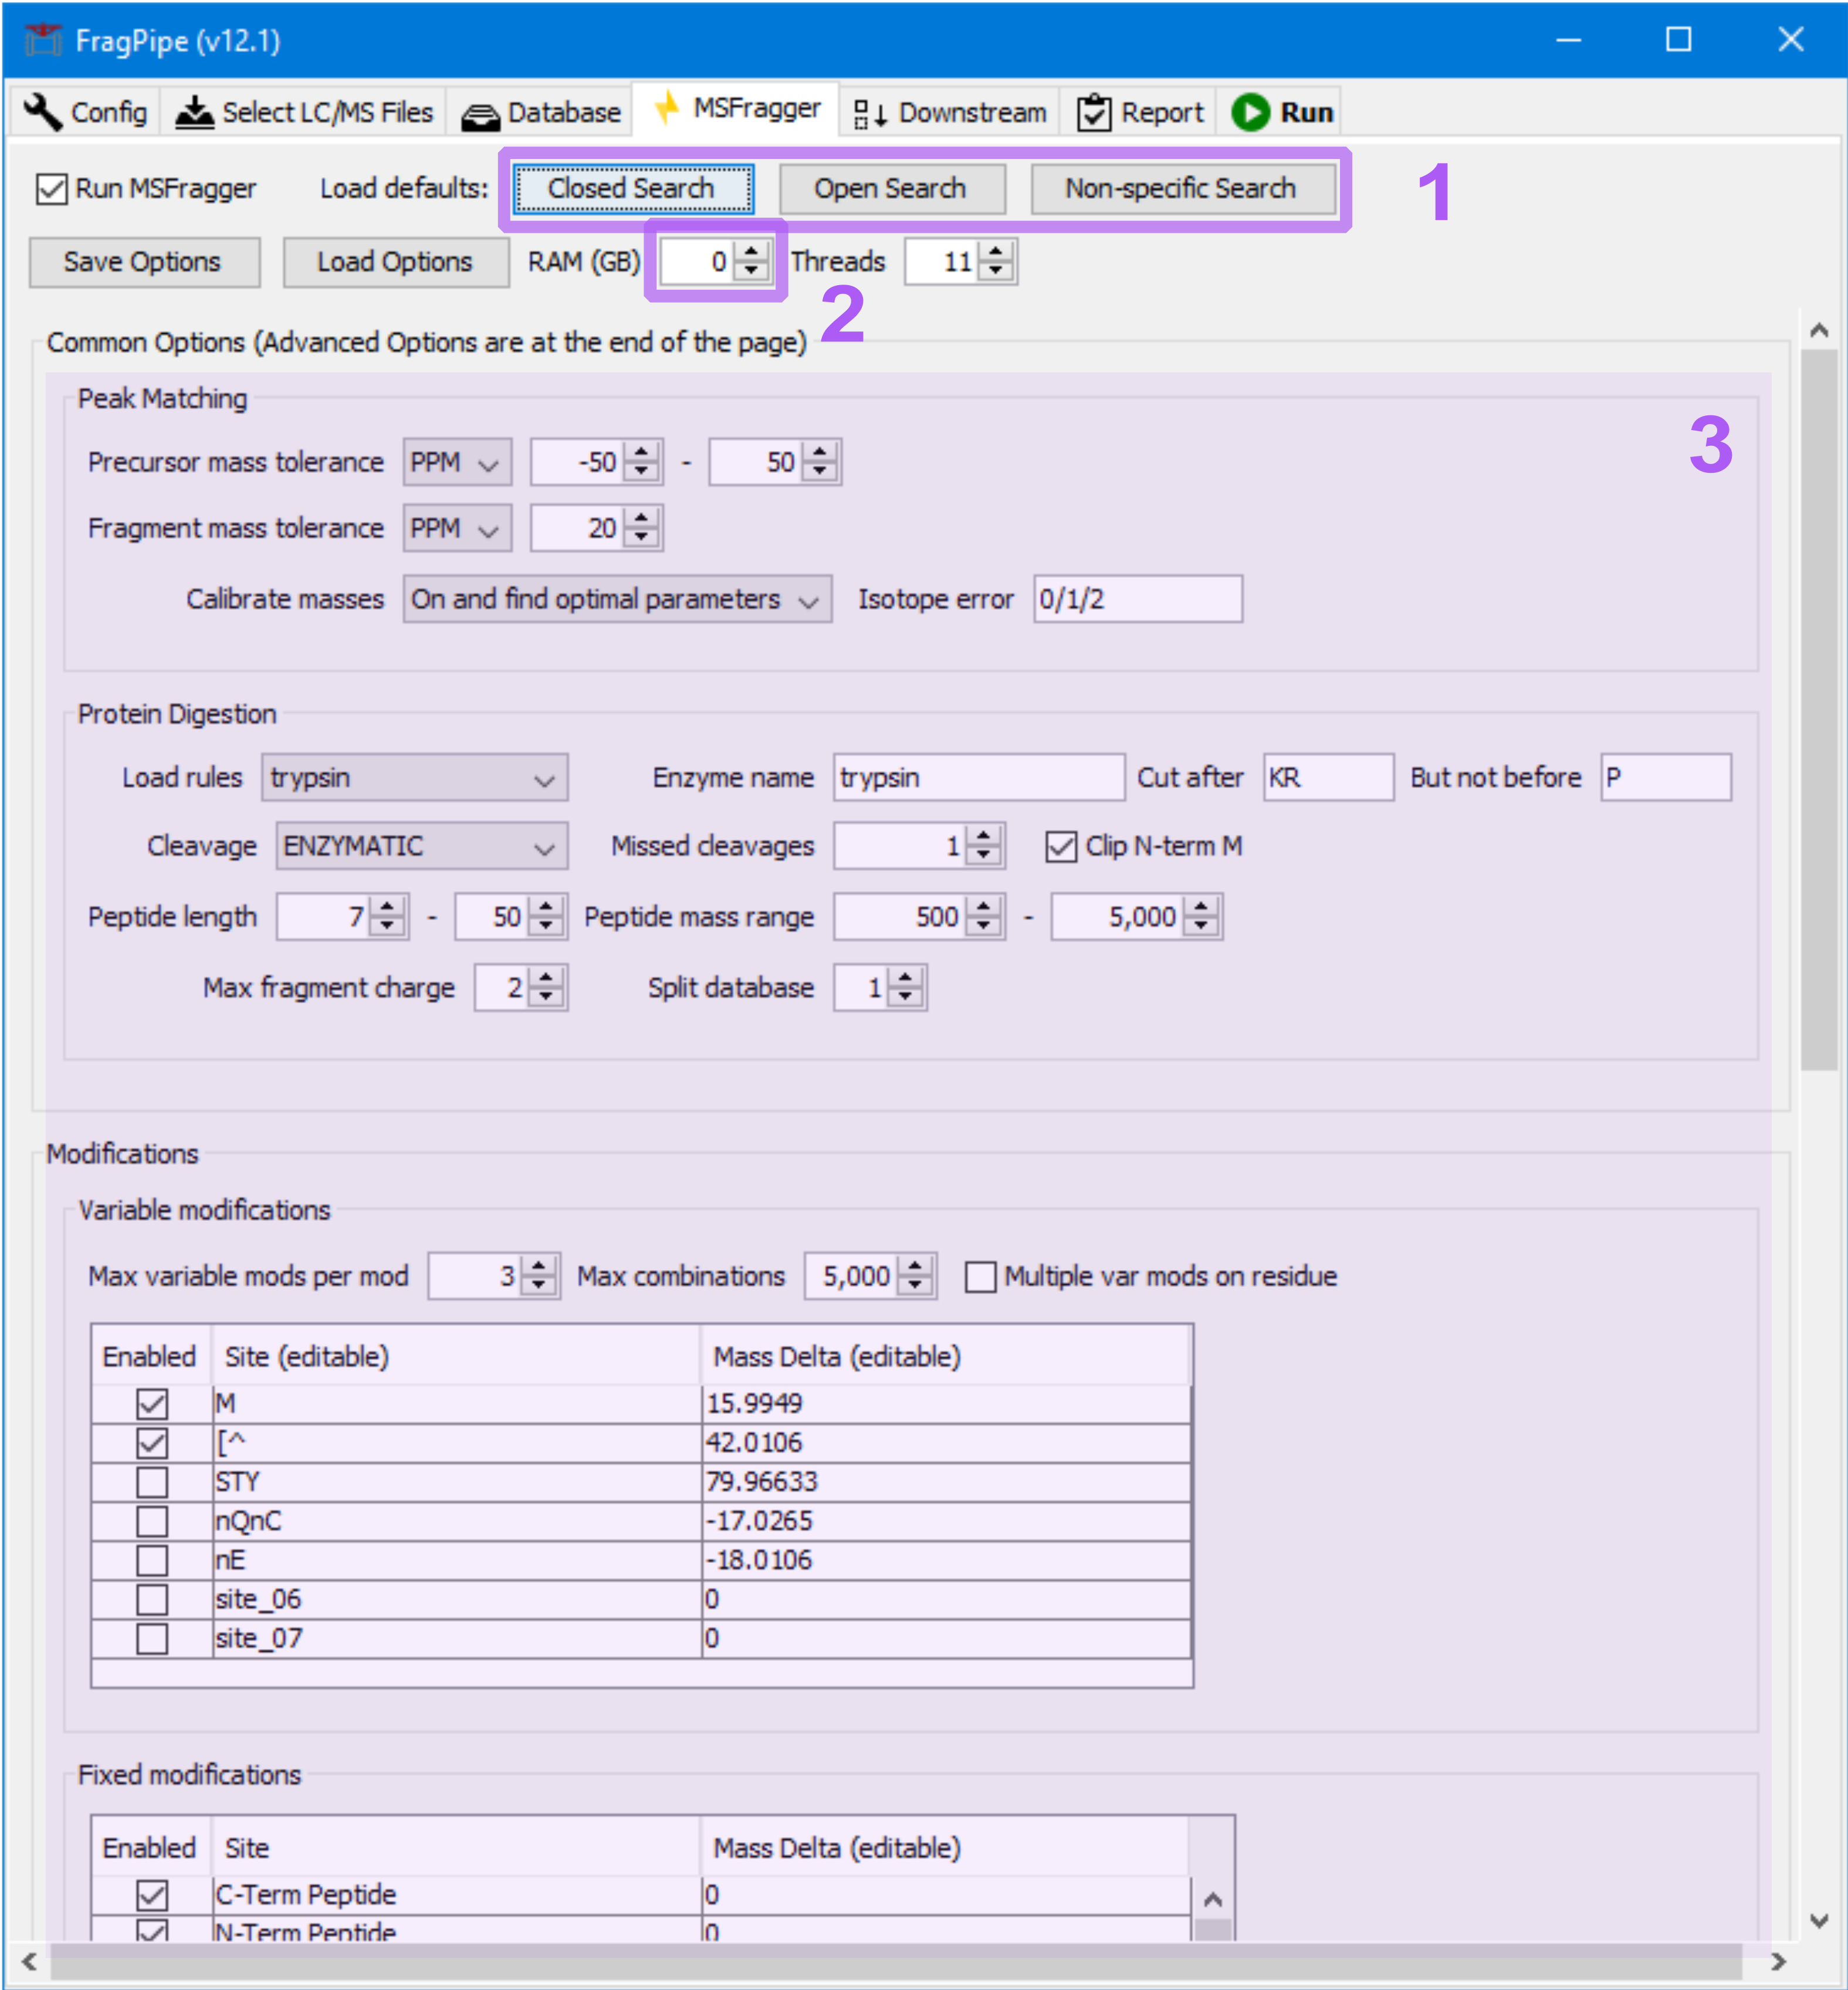 FragPipe (v12.1)
Config Select LC/MS Files Database MSFragger Downstream Report Run
Run MSFragger Load defaults: Closed Search Open Search Non-specific Search 1
Save Options Load Options RAM (GB) 0 Threads 11
2
Common Options (Advanced Options are at the end of the page)
Peak Matching
3
Precursor mass tolerance PPM -50 - 50
Fragment mass tolerance PPM 20
Calibrate masses On and find optimal parameters Isotope error 0/1/2
Protein Digestion
Load rules trypsin Enzyme name trypsin Cut after KR But not before P
Cleavage ENZYMATIC Missed cleavages 1 Clip N-term M
Peptide length 7 - 50 Peptide mass range 500 - 5,000
Max fragment charge 2 Split database 1
Modifications
Variable modifications
Max variable mods per mod 3 Max combinations 5,000 Multiple var mods on residue
Enabled Site (editable) Mass Delta (editable)
M 15.9949
[^ 42.0106
STY 79.96633
nQnC -17.0265
nE -18.0106
site_06 0
site_07 0
Fixed modifications
Enabled Site Mass Delta (editable)
C-Term Peptide 0
N-Term Peptide 0